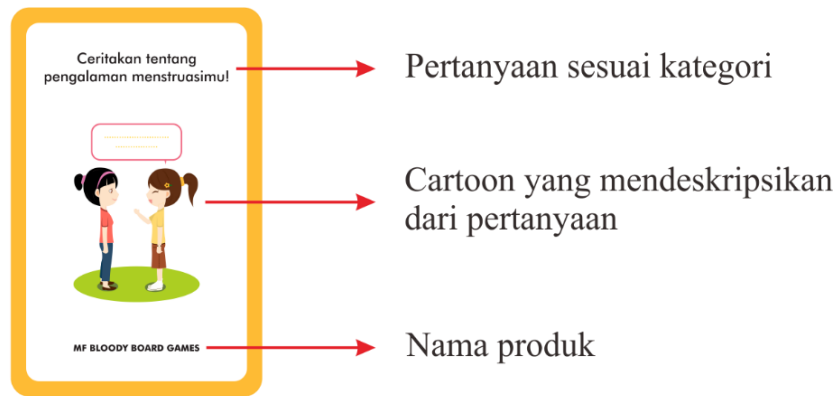 Ceritakan tentang
pengalaman menstruasimu!
Pertanyaan sesuai kategori
Cartoon yang mendeskripsikan
dari pertanyaan
MF BLOODY BOARD GAMES
Nama produk